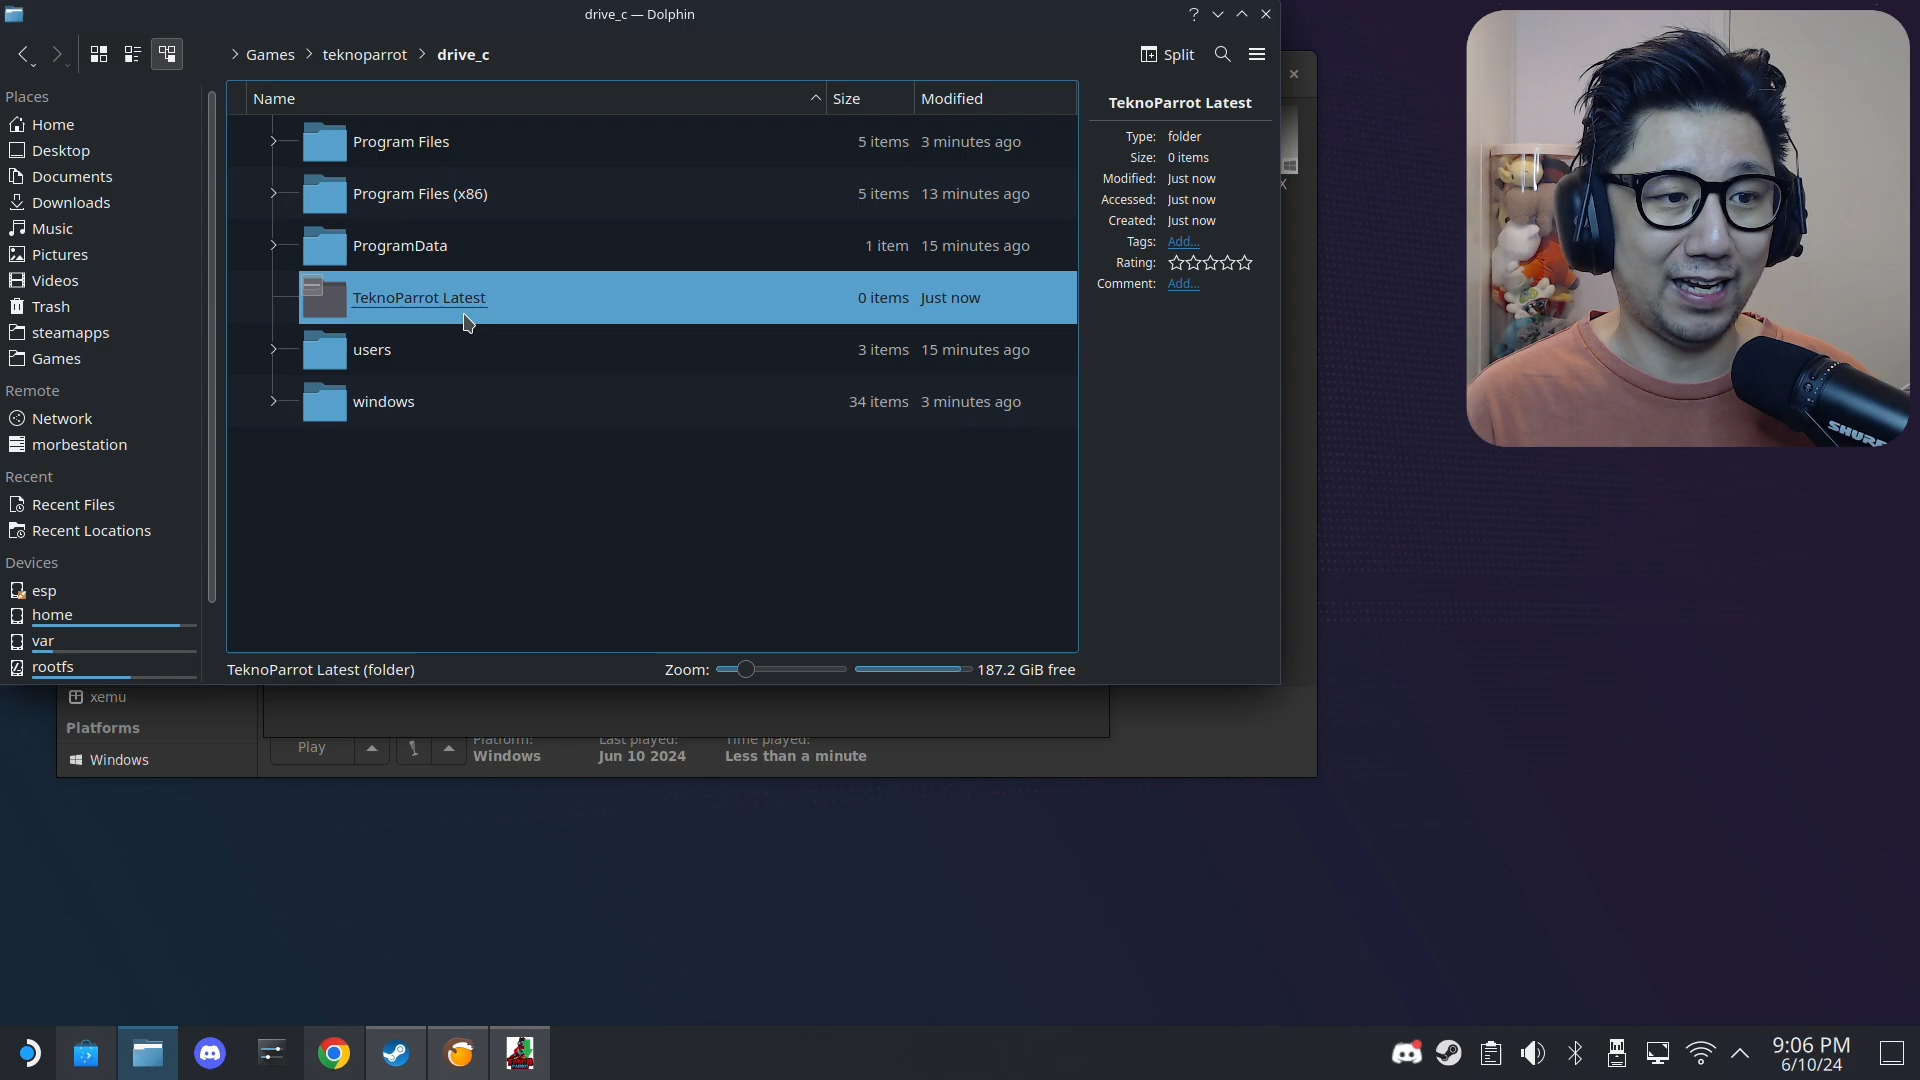 drive_c — Dolphin
Games
teknoparrot
drive_c
Split
Places
Home
Desktop
Documents
Downloads
Music
Pictures
Videos
Trash
steamapps
Games
Remote
Network
morbestation
Recent
Recent Files
Recent Locations
Devices
esp
home
var
rootfs
Name
Size
Modified
Program Files
5 items
3 minutes ago
Program Files (x86)
5 items
13 minutes ago
ProgramData
1 item
15 minutes ago
TeknoParrot Latest
0 items
Just now
users
3 items
15 minutes ago
windows
34 items
3 minutes ago
TeknoParrot Latest
Type: folder
Size: 0 items
Modified: Just now
Accessed: Just now
Created: Just now
Tags: Add...
Rating:
Comment: Add...
TeknoParrot Latest (folder)
Zoom:
187.2 GiB free
xemu
Platforms
Windows
Play
Platform:
Windows
Last played:
Jun 10 2024
Time played:
Less than a minute
SHURE
9:06 PM
6/10/24